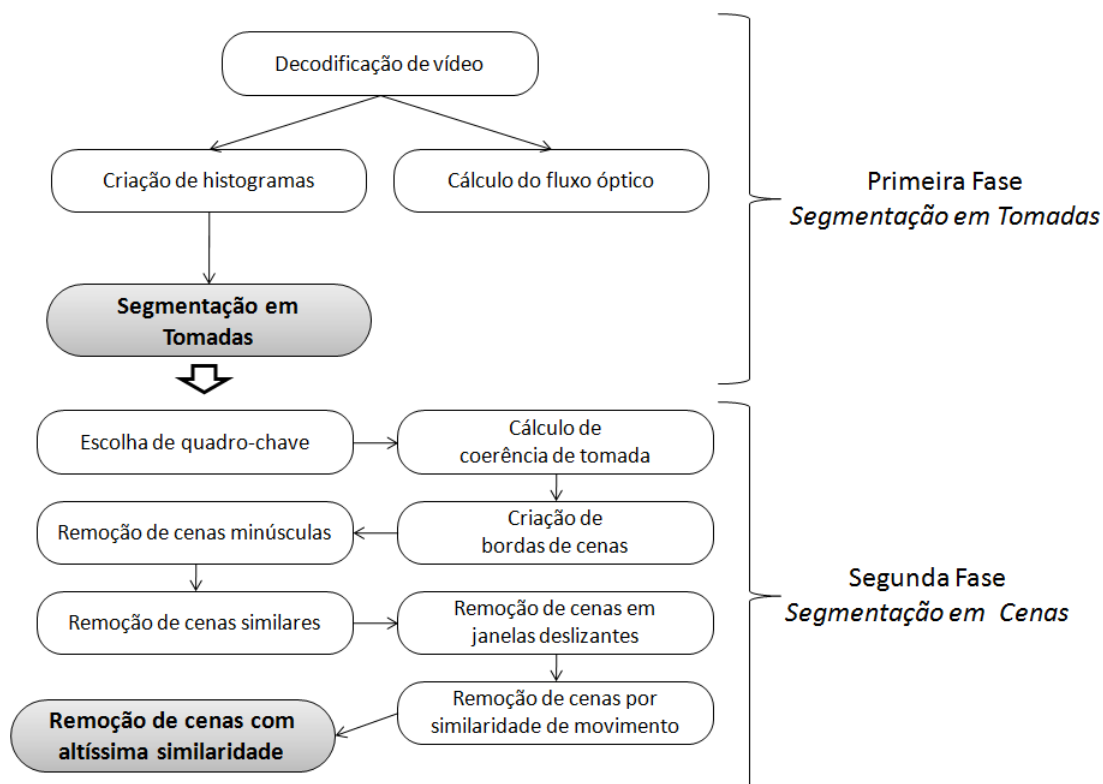 Decodificação de vídeo
Criação de histogramas
Cálculo do fluxo óptico
Segmentação em
Tomadas
Primeira Fase
Segmentação em Tomadas
Escolha de quadro-chave
Cálculo de
coerência de tomada
Remoção de cenas minúsculas
Criação de
bordas de cenas
Remoção de cenas similares
Remoção de cenas em
janelas deslizantes
Remoção de cenas com
altíssima similaridade
Remoção de cenas por
similaridade de movimento
Segunda Fase
Segmentação em Cenas